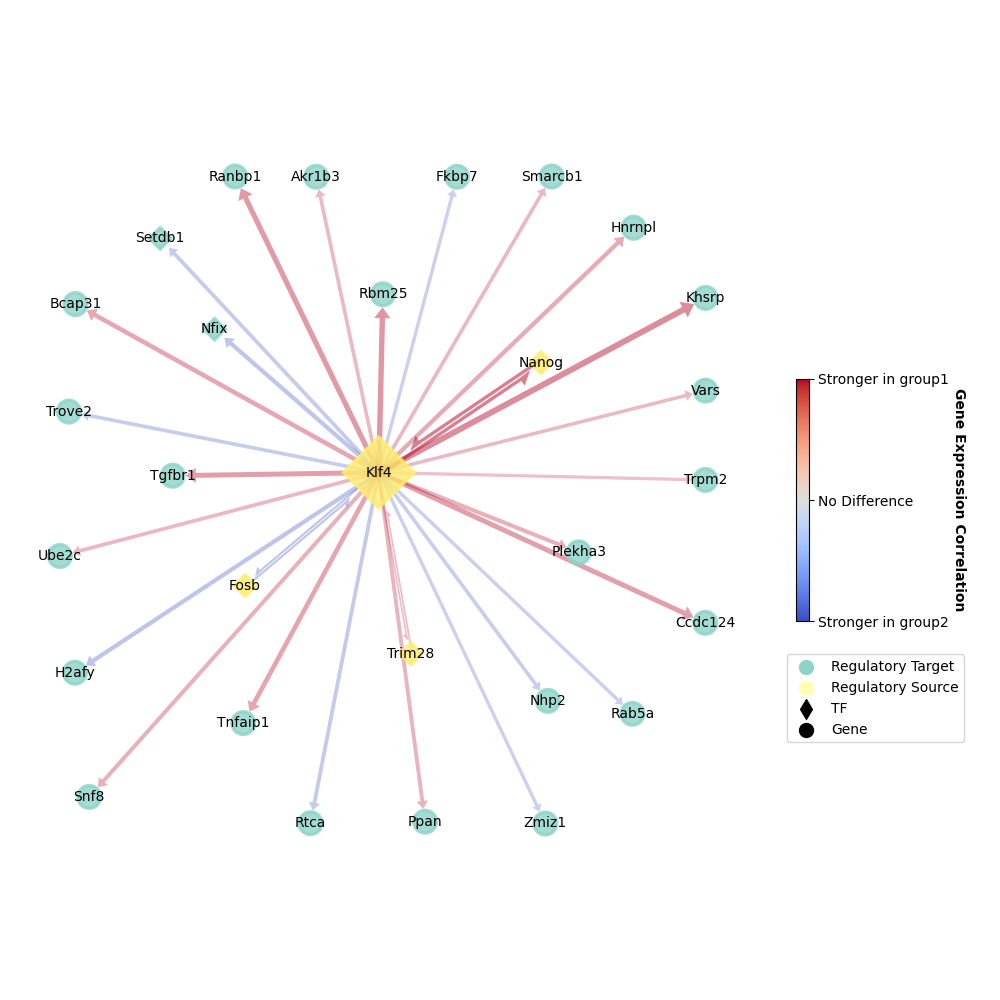 Ranbp1
Akr1b3
Fkbp7
Smarcb1
Hnrnpl
Setdb1
Bcap31
Rbm25
Khsrp
Nfix
Nanog
Stronger in group1
Vars
Trove2
Klf4
Tgfbr1
Trpm2
No Difference
Gene Expression Correlation
Ube2c
Plekha3
Fosb
Ccdc124
Stronger in group2
Trim28
H2afy
Nhp2
Rab5a
Tnfaip1
Regulatory Target
Regulatory Source
TF
Gene
Snf8
Rtca
Ppan
Zmiz1